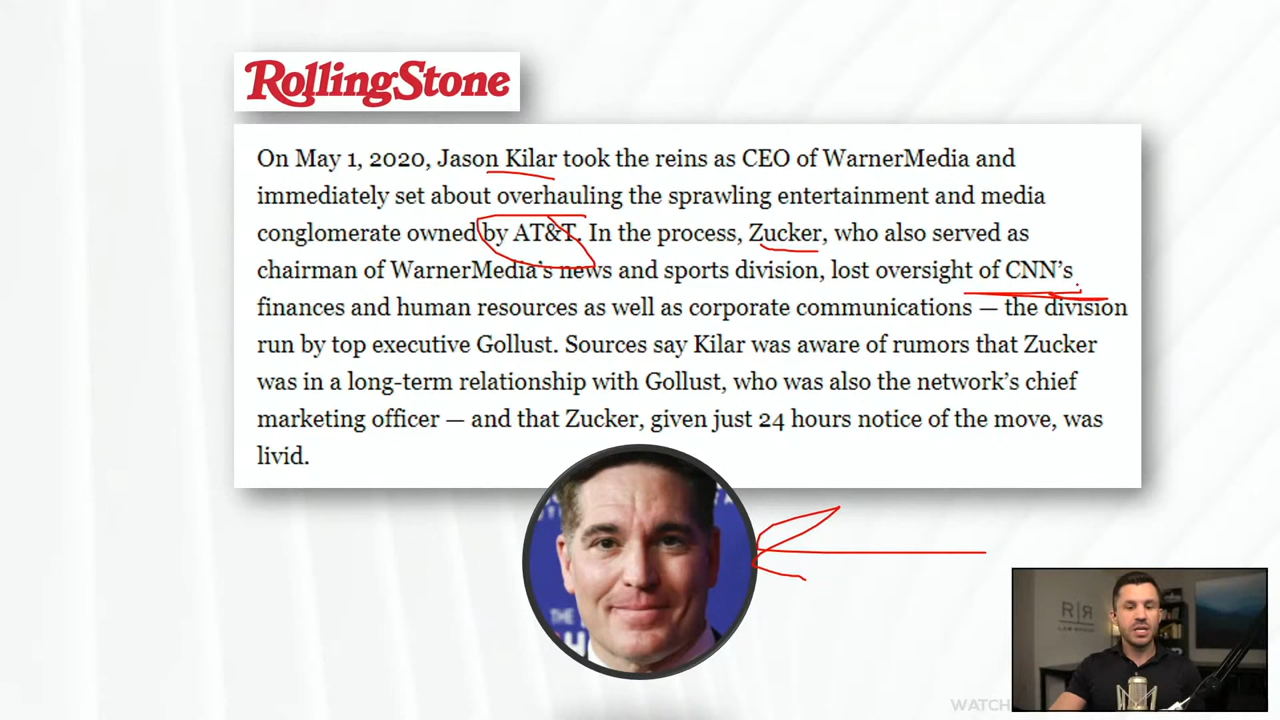 RollingStone
On May 1, 2020, Jason Kilar took the reins as CEO of WarnerMedia and
immediately set about overhauling the sprawling entertainment and media
conglomerate owned by AT&T. In the process, Zucker, who also served as
chairman of WarnerMedia’s news and sports division, lost oversight of CNN’s
finances and human resources as well as corporate communications — the division
run by top executive Gollust. Sources say Kilar was aware of rumors that Zucker
was in a long-term relationship with Gollust, who was also the network’s chief
marketing officer — and that Zucker, given just 24 hours notice of the move, was
livid.
THE
R|R
LAW GROUP
WATCH